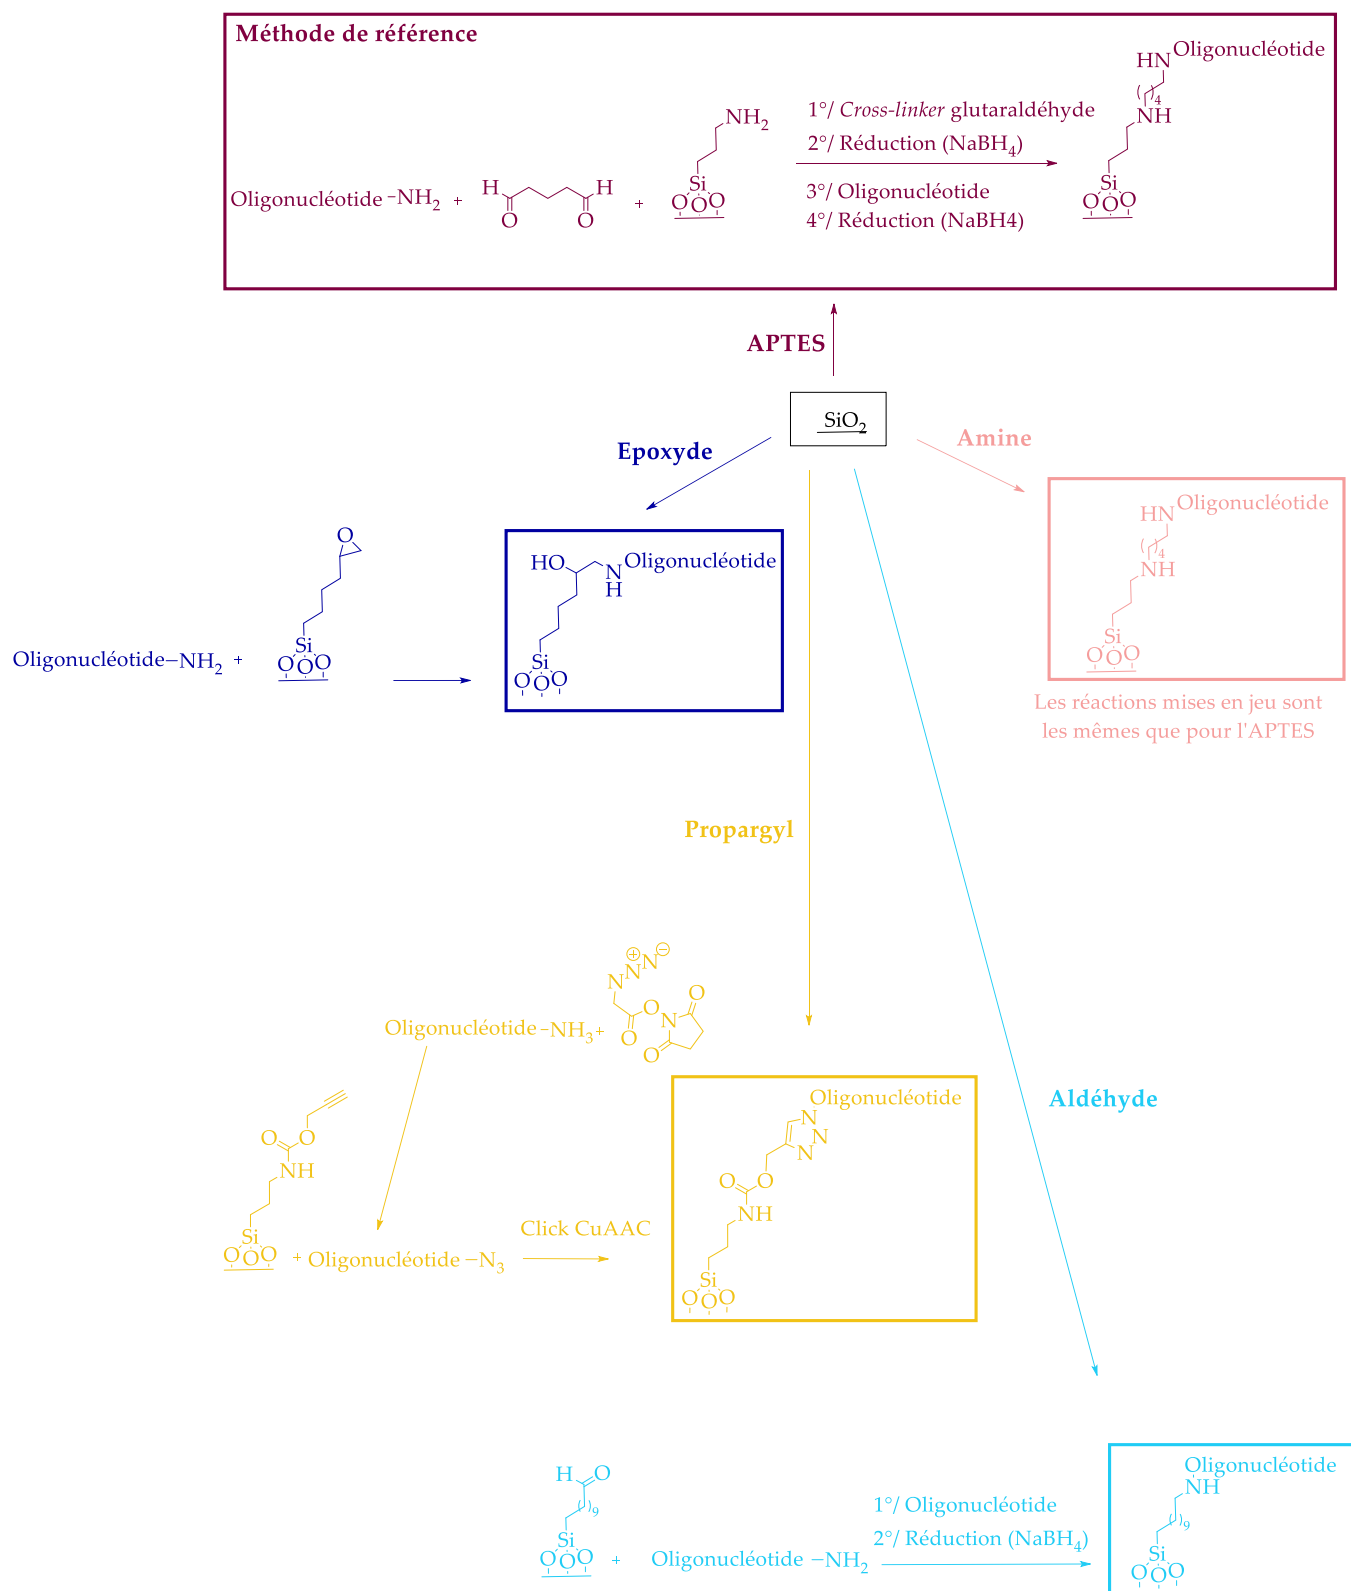 Méthode de référence
Oligonucléotide
HN
( )4
NH
NH2
1°/ Cross-linker glutaraldéhyde
2°/ Réduction (NaBH4)
3°/ Oligonucléotide
4°/ Réduction (NaBH4)
Oligonucléotide -NH2 +
H H
O O
+
Si
O O O
Si
O O O
APTES
SiO2
Epoxyde
Amine
O
Si
O O O
Oligonucléotide–NH2 +
HO
N
H
Oligonucléotide
Si
O O O
Oligonucléotide
HN
( )4
NH
Si
O O O
Les réactions mises en jeu sont
les mêmes que pour l'APTES
Propargyl
N N N
+ −
O
O N
O
O
Oligonucléotide -NH3+
Aldéhyde
O O
NH
Si
O O O
+ Oligonucléotide –N3
Click CuAAC
Oligonucléotide
N
N
N
O O
NH
Si
O O O
H O
( )9
Si
O O O
+ Oligonucléotide –NH2
1°/ Oligonucléotide
2°/ Réduction (NaBH4)
Oligonucléotide
NH
( )9
Si
O O O